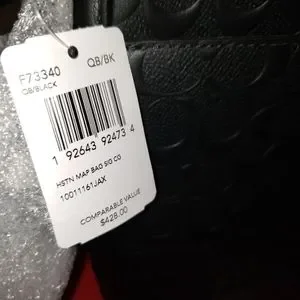 F73340 QB/BK
QB/BLACK
1 92643 92473 4
HSTN MAP BAG SIG CG
10011161JAX
COMPARABLE VALUE
$428.00